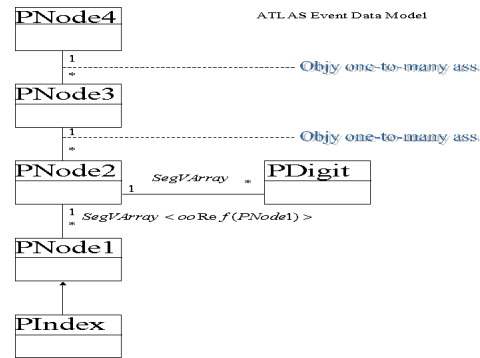 PNode4
ATLAS Event Data Model
1
Objy one-to-many ass.
*
PNode3
1
Objy one-to-many ass.
*
PNode2
SegVArray
*
PDigit
1
1
SegVArray < ooRef(PNode1) >
*
PNode1
PIndex